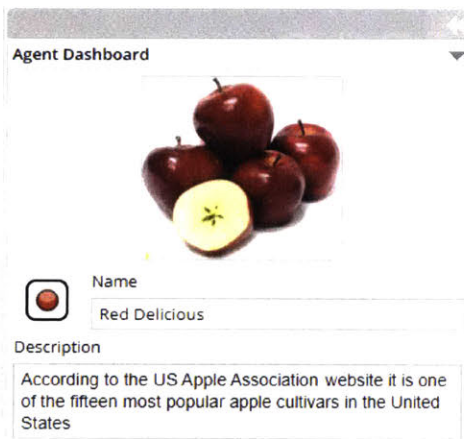 Agent Dashboard
Name
Red Delicious
Description
According to the US Apple Association website it is one
of the fifteen most popular apple cultivars in the United
States